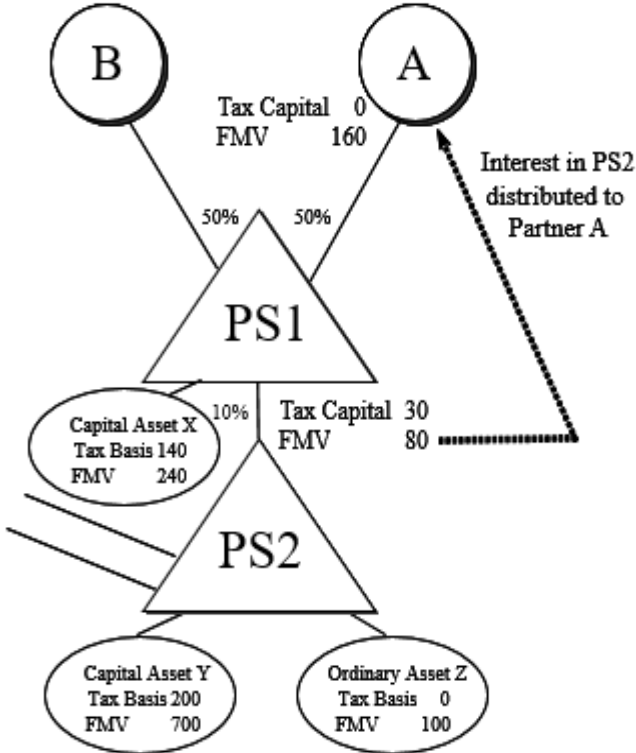 B
A
Tax Capital 0
FMV 160
Interest in PS2
distributed to
Partner A
50%
50%
PS1
Capital Asset X
Tax Basis 140
FMV 240
10%
Tax Capital 30
FMV 80
PS2
Capital Asset Y
Tax Basis 200
FMV 700
Ordinary Asset Z
Tax Basis 0
FMV 100